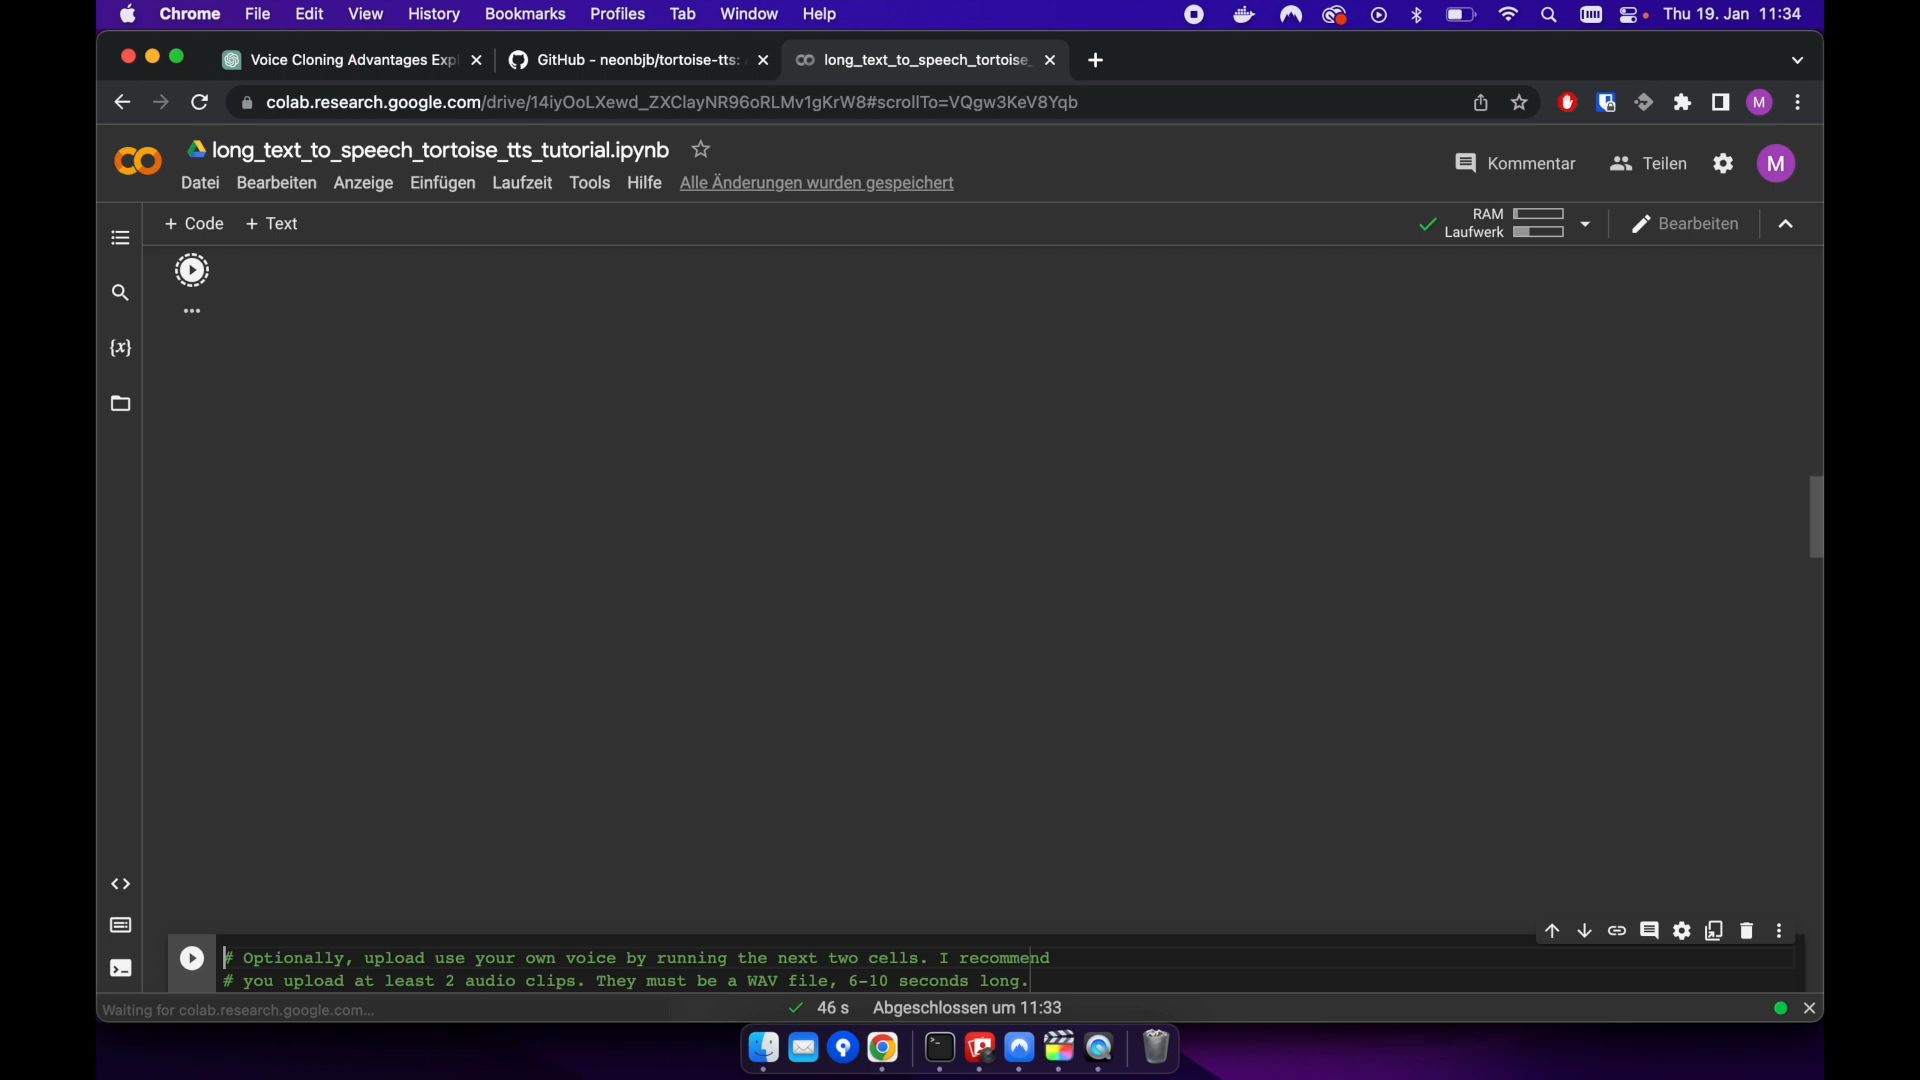 Chrome File Edit View History Bookmarks Profiles Tab Window Help Thu 19. Jan 11:34
Voice Cloning Advantages Expl GitHub - neonbjb/tortoise-tts: long_text_to_speech_tortoise_
colab.research.google.com/drive/14iyOoLXewd_ZXClayNR96oRLMv1gKrW8#scrollTo=VQgw3KeV8Yqb M
long_text_to_speech_tortoise_tts_tutorial.ipynb
Kommentar Teilen M
Datei Bearbeiten Anzeige Einfügen Laufzeit Tools Hilfe Alle Änderungen wurden gespeichert
+ Code + Text RAM
Laufwerk Bearbeiten
{x}
# Optionally, upload use your own voice by running the next two cells. I recommend
# you upload at least 2 audio clips. They must be a WAV file, 6-10 seconds long.
Waiting for colab.research.google.com... 46 s Abgeschlossen um 11:33